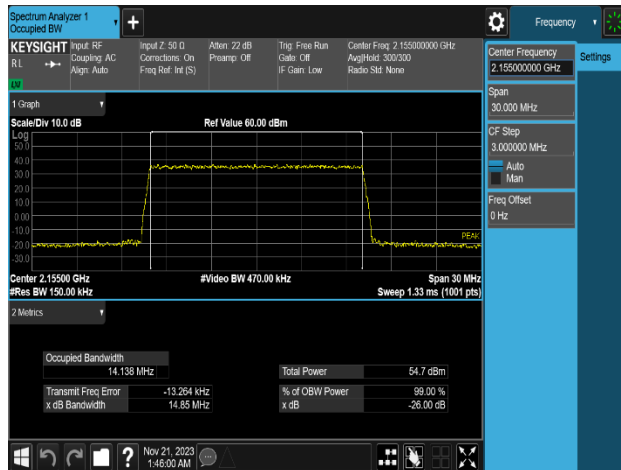 Spectrum Analyzer 1
Occupied BW
Frequency
KEYSIGHT
R L
Input: RF
Coupling: AC
Align: Auto
Input Z: 50 Ω
Corrections: On
Freq Ref: Int (S)
Atten: 22 dB
Preamp: Off
Trig: Free Run
Gate: Off
IF Gain: Low
Center Freq: 2.155000000 GHz
Avg|Hold: 300/300
Radio Std: None
Center Frequency
2.155000000 GHz
Settings
Span
30.000 MHz
CF Step
3.000000 MHz
Auto
Man
Freq Offset
0 Hz
1 Graph
Scale/Div 10.0 dB
Ref Value 60.00 dBm
Log
50.0
40.0
30.0
20.0
10.0
0.00
-10.0
-20.0
-30.0
PEAK
Center 2.15500 GHz
#Video BW 470.00 kHz
Span 30 MHz
#Res BW 150.00 kHz
Sweep 1.33 ms (1001 pts)
2 Metrics
Occupied Bandwidth
14.138 MHz
Total Power
54.7 dBm
Transmit Freq Error
-13.264 kHz
% of OBW Power
99.00 %
x dB Bandwidth
14.85 MHz
x dB
-26.00 dB
?
Nov 21, 2023
1:46:00 AM